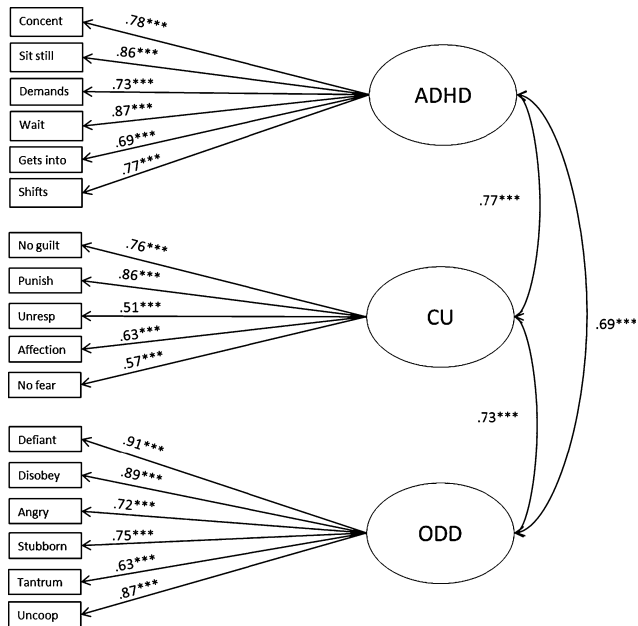 Concent
.78***
Sit still
.86***
Demands
.73***
Wait
.87***
Gets into
.69***
Shifts
.77***
ADHD
.77***
No guilt
.76***
Punish
.86***
Unresp
.51***
Affection
.63***
No fear
.57***
CU
.69***
.73***
Defiant
.91***
Disobey
.89***
Angry
.72***
Stubborn
.75***
Tantrum
.63***
Uncoop
.87***
ODD